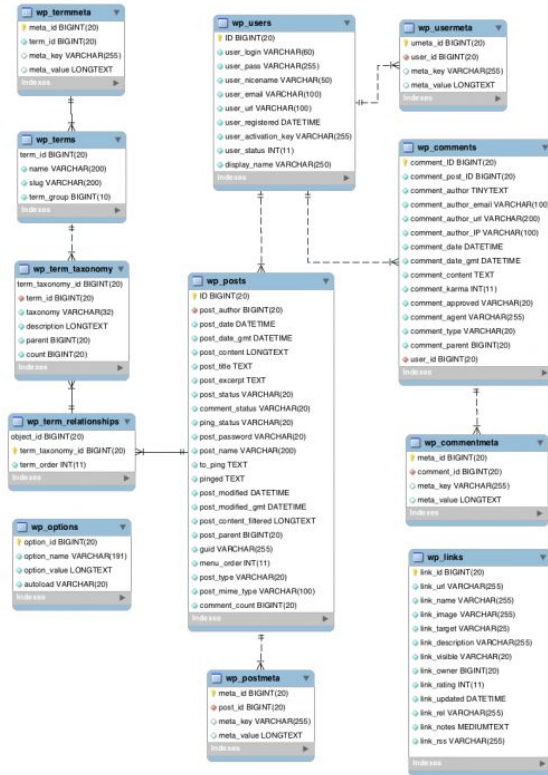 wp_termmeta
meta_id BIGINT(20)
term_id BIGINT(20)
meta_key VARCHAR(255)
meta_value LONGTEXT
Indexes
wp_terms
term_id BIGINT(20)
name VARCHAR(200)
slug VARCHAR(200)
term_group BIGINT(10)
Indexes
wp_term_taxonomy
term_taxonomy_id BIGINT(20)
term_id BIGINT(20)
taxonomy VARCHAR(32)
description LONGTEXT
parent BIGINT(20)
count BIGINT(20)
Indexes
wp_term_relationships
object_id BIGINT(20)
term_taxonomy_id BIGINT(20)
term_order INT(11)
Indexes
wp_options
option_id BIGINT(20)
option_name VARCHAR(191)
option_value LONGTEXT
autoload VARCHAR(20)
Indexes
wp_users
ID BIGINT(20)
user_login VARCHAR(60)
user_pass VARCHAR(255)
user_nicename VARCHAR(50)
user_email VARCHAR(100)
user_url VARCHAR(100)
user_registered DATETIME
user_activation_key VARCHAR(255)
user_status INT(11)
display_name VARCHAR(250)
Indexes
wp_posts
ID BIGINT(20)
post_author BIGINT(20)
post_date DATETIME
post_date_gmt DATETIME
post_content LONGTEXT
post_title TEXT
post_excerpt TEXT
post_status VARCHAR(20)
comment_status VARCHAR(20)
ping_status VARCHAR(20)
post_password VARCHAR(20)
post_name VARCHAR(200)
to_ping TEXT
pinged TEXT
post_modified DATETIME
post_modified_gmt DATETIME
post_content_filtered LONGTEXT
post_parent BIGINT(20)
guid VARCHAR(255)
menu_order INT(11)
post_type VARCHAR(20)
post_mime_type VARCHAR(100)
comment_count BIGINT(20)
Indexes
wp_postmeta
meta_id BIGINT(20)
post_id BIGINT(20)
meta_key VARCHAR(255)
meta_value LONGTEXT
Indexes
wp_usermeta
umeta_id BIGINT(20)
user_id BIGINT(20)
meta_key VARCHAR(255)
meta_value LONGTEXT
Indexes
wp_comments
comment_ID BIGINT(20)
comment_post_ID BIGINT(20)
comment_author TINYTEXT
comment_author_email VARCHAR(100)
comment_author_url VARCHAR(200)
comment_author_IP VARCHAR(100)
comment_date DATETIME
comment_date_gmt DATETIME
comment_content TEXT
comment_karma INT(11)
comment_approved VARCHAR(20)
comment_agent VARCHAR(255)
comment_type VARCHAR(20)
comment_parent BIGINT(20)
user_id BIGINT(20)
Indexes
wp_commentmeta
meta_id BIGINT(20)
comment_id BIGINT(20)
meta_key VARCHAR(255)
meta_value LONGTEXT
Indexes
wp_links
link_id BIGINT(20)
link_url VARCHAR(255)
link_name VARCHAR(255)
link_image VARCHAR(255)
link_target VARCHAR(25)
link_description VARCHAR(255)
link_visible VARCHAR(20)
link_owner BIGINT(20)
link_rating INT(11)
link_updated DATETIME
link_rel VARCHAR(255)
link_notes MEDIUMTEXT
link_rss VARCHAR(255)
Indexes